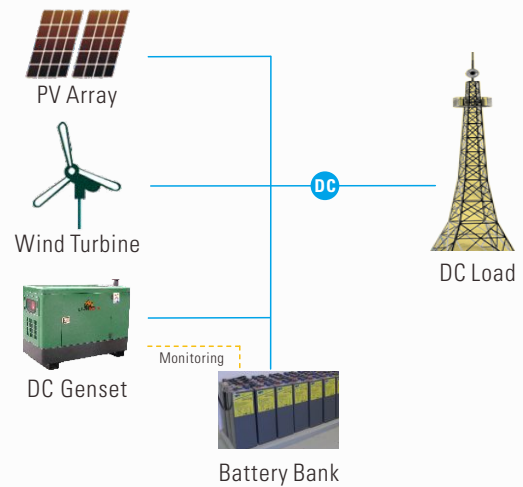 PV Array
DC
Wind Turbine
DC Load
DC Genset
Monitoring
Battery Bank